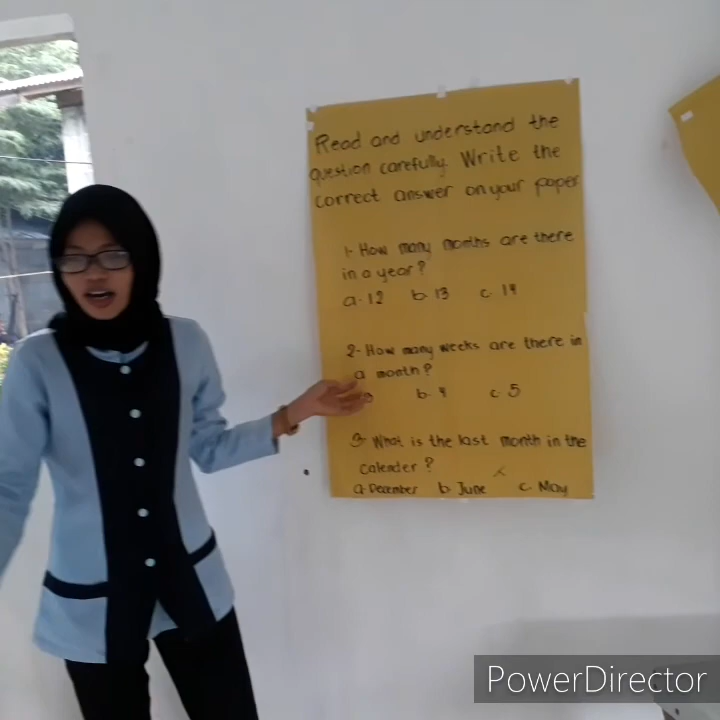 Read and understand the
question carefully. Write the
correct answer on your paper
1- How many months are there
in a year?
a. 12 b. 13 c. 14
2- How many weeks are there in
a month?
b. 4 c. 5
3- What is the last month in the
calender?
a. December b. June c. May
PowerDirector